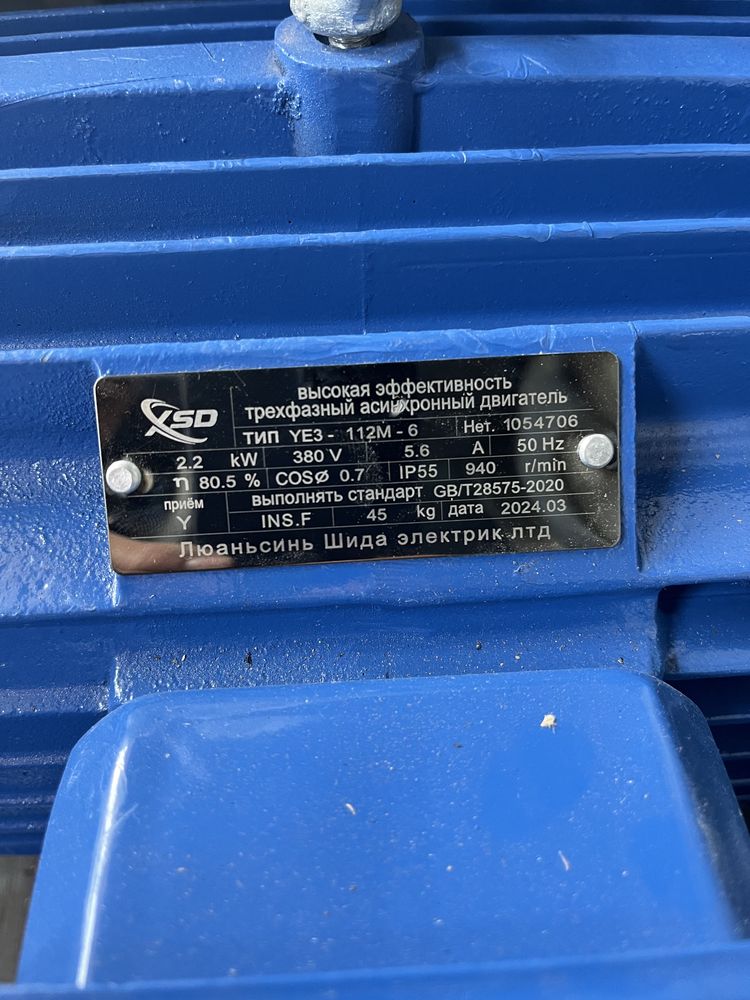 XSD
высокая эффективность
трехфазный асинхронный двигатель
тип YE3 - 112M - 6 Нет. 1054706
2.2 kW 380 V 5.6 A 50 Hz
η 80.5 % COSØ 0.7 IP55 940 r/min
приём выполнять стандарт GB/T28575-2020
Y INS.F 45 kg дата 2024.03
Люаньсинь Шида электрик лтд